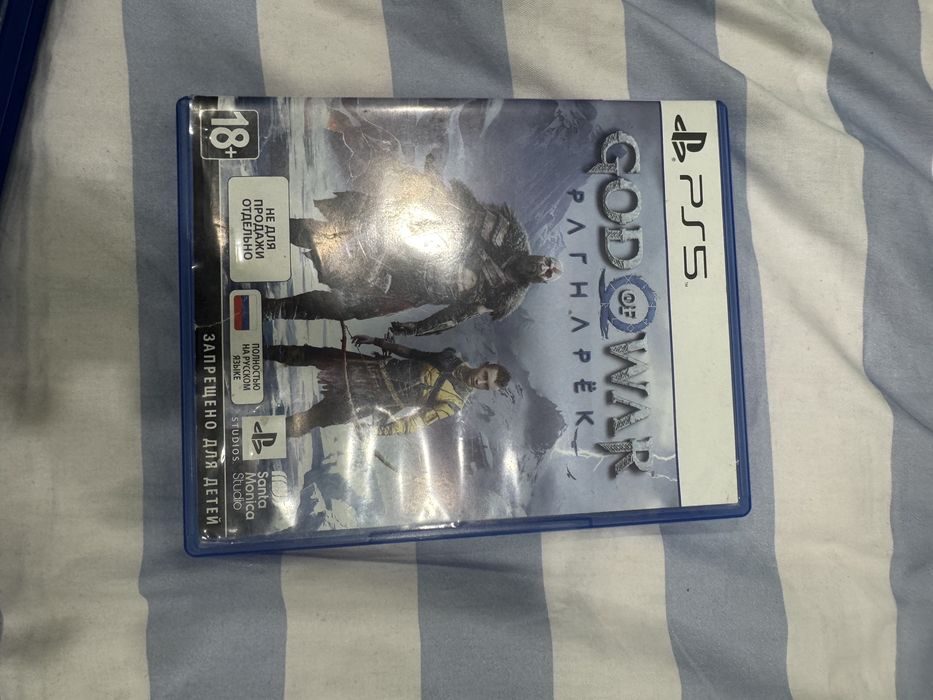 PS5™
GOD OF WAR
РАГНАРЁК
18+
НЕ ДЛЯ
ПРОДАЖИ
ОТДЕЛЬНО
ПОЛНОСТЬЮ
НА РУССКОМ
ЯЗЫКЕ
STUDIOS
Santa
Monica
Studio
ЗАПРЕЩЕНО ДЛЯ ДЕТЕЙ